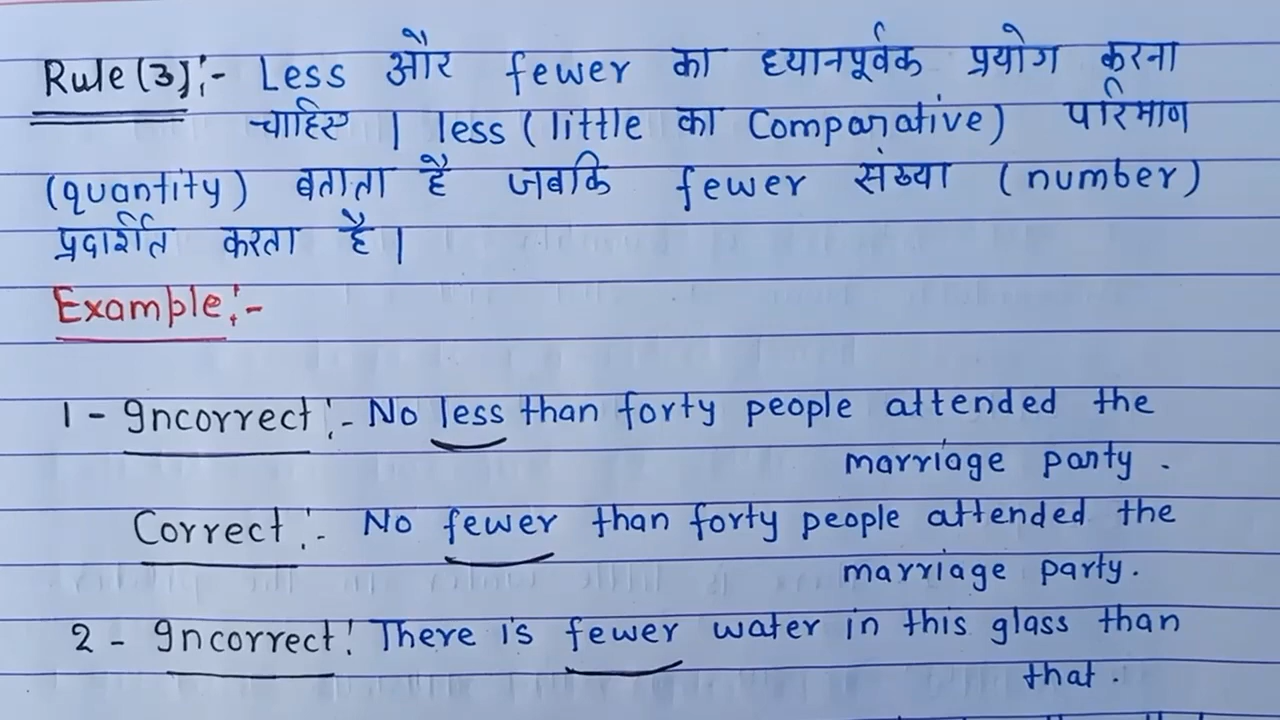 Rule (3):- Less और fewer का ध्यानपूर्वक प्रयोग करना
चाहिए । less (little का Comparative) परिमाण
(quantity) बताता है जबकि fewer संख्या (number)
प्रदर्शित करता है ।
Example:-
1 - Incorrect:- No less than forty people attended the
marriage party .
Correct:- No fewer than forty people attended the
marriage party.
2 - Incorrect: There is fewer water in this glass than
that .